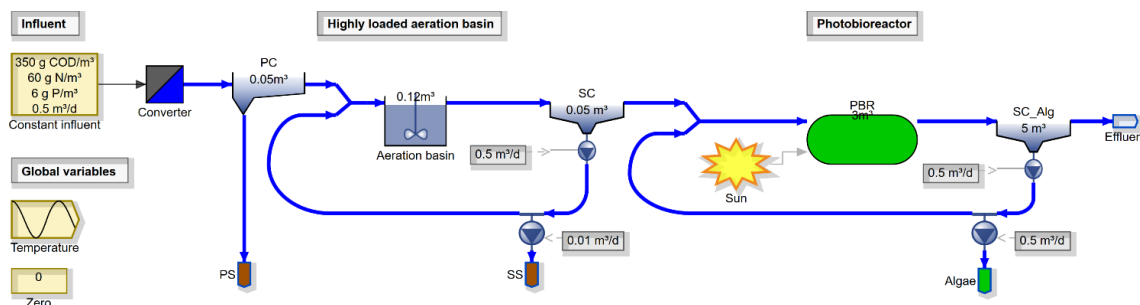 Influent
Highly loaded aeration basin
Photobioreactor
350 g COD/m³
60 g N/m³
6 g P/m³
0.5 m³/d
Constant influent
Converter
PC
0.05m³
0.12m³
Aeration basin
SC
0.05 m³
0.5 m³/d
PBR
3m³
Sun
SC_Alg
5 m³
Effluen
0.5 m³/d
Global variables
Temperature
0
Zero
PS
0.01 m³/d
SS
0.5 m³/d
Algae